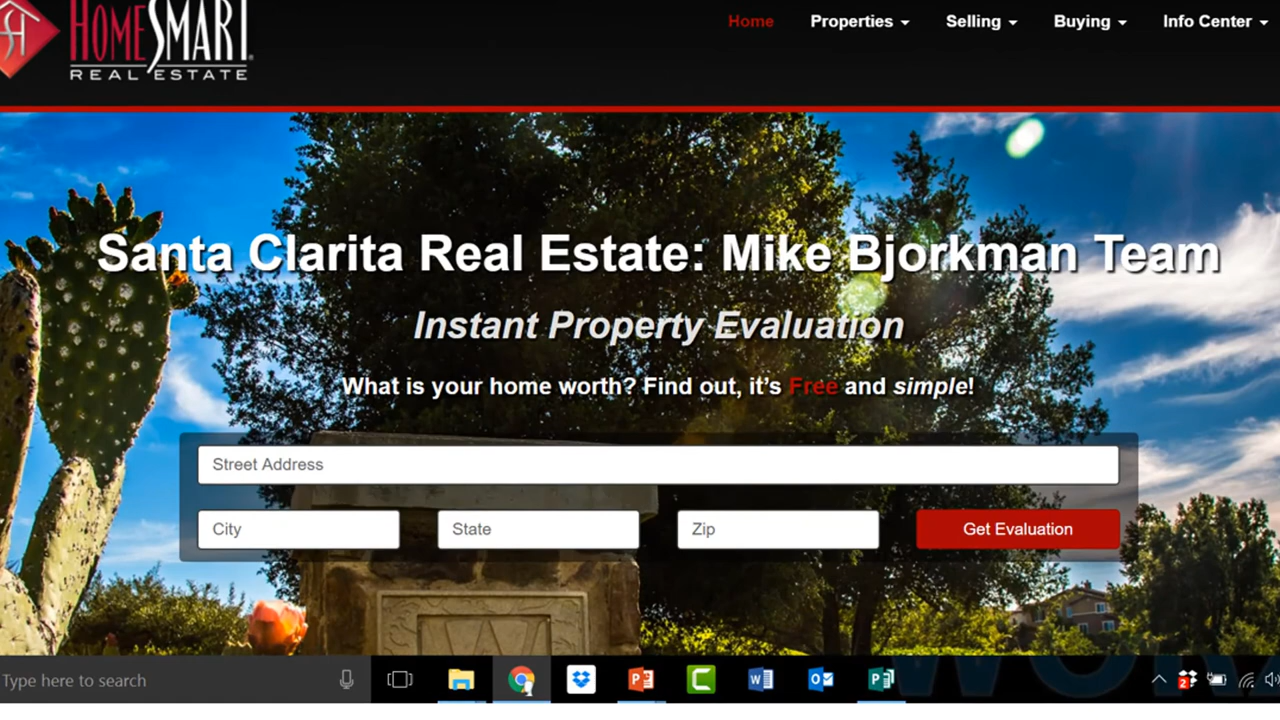 HOMESMART®
REAL ESTATE
Home Properties Selling Buying Info Center
Santa Clarita Real Estate: Mike Bjorkman Team
Instant Property Evaluation
What is your home worth? Find out, it’s Free and simple!
Street Address
City State Zip Get Evaluation
Type here to search
2